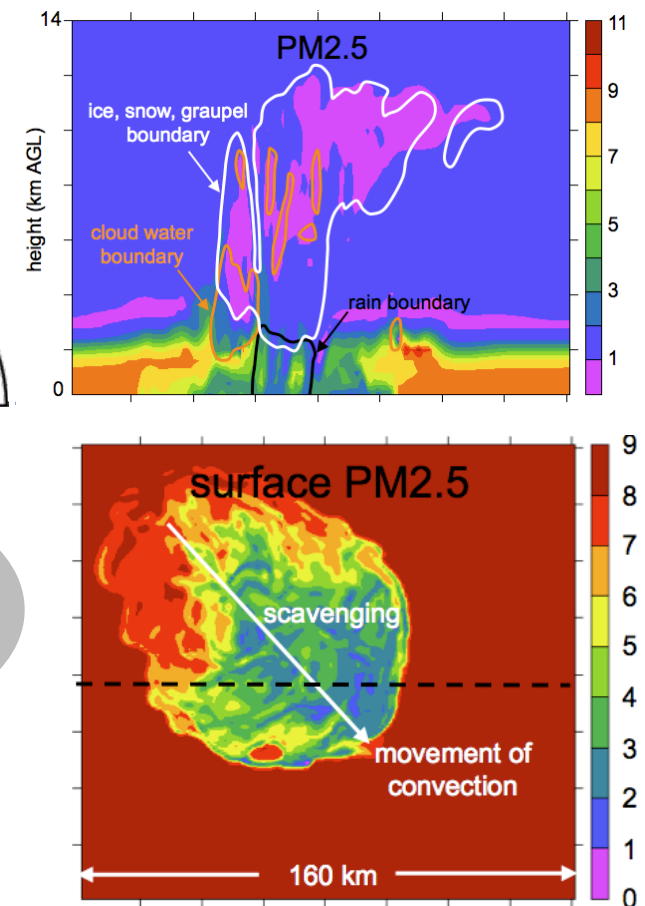 14
PM2.5
11
ice, snow, graupel
boundary
9
height (km AGL)
7
cloud water
boundary
5
rain boundary
3
1
0
surface PM2.5
9
8
7
scavenging
6
5
4
movement of
convection
3
2
160 km
1
0